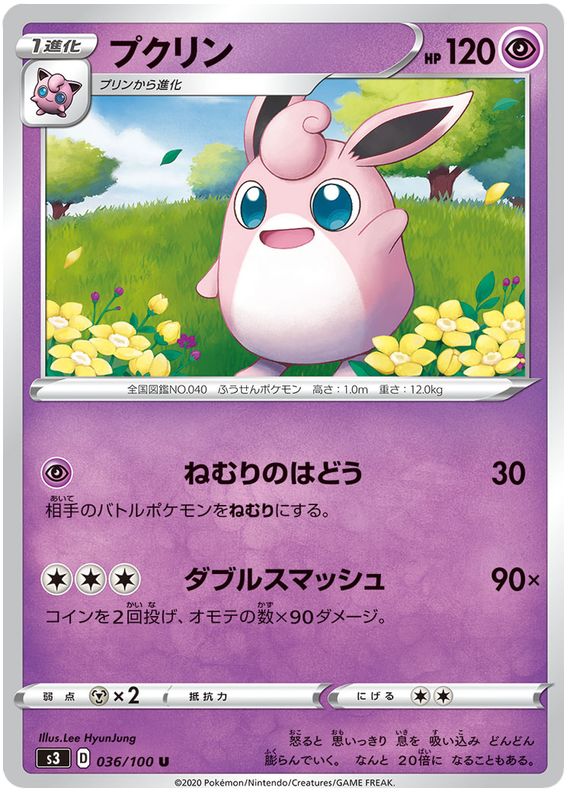 1進化
プクリン
HP120
プリンから進化
全国図鑑NO.040 ふうせんポケモン 高さ：1.0m 重さ：12.0kg
ねむりのはどう 30
相手のバトルポケモンをねむりにする。
ダブルスマッシュ 90×
コインを2回投げ、オモテの数×90ダメージ。
弱点 ×2 抵抗力 にげる
Illus.Lee HyunJung
s3 D 036/100 U
怒ると 思いっきり 息を 吸い込み どんどん
膨らんでいく。 なんと 20倍に なることもある。
©2020 Pokémon/Nintendo/Creatures/GAME FREAK.